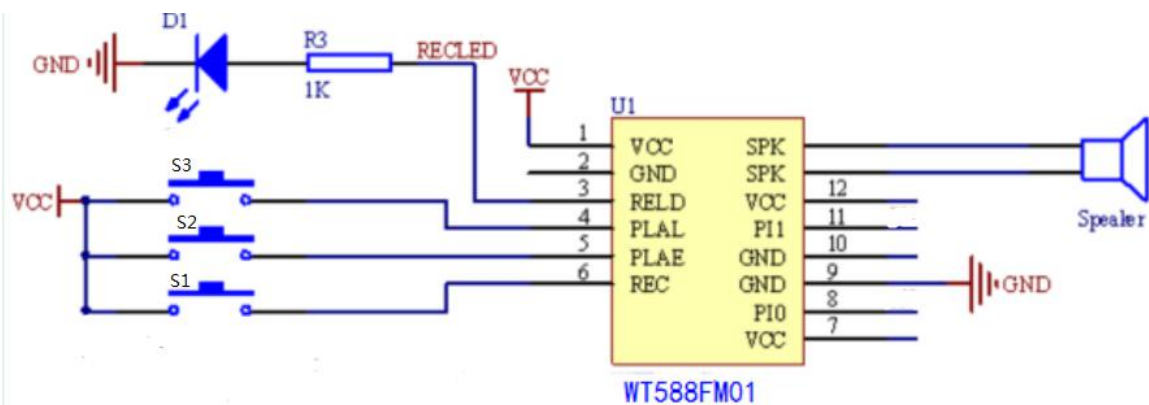 D1
GND
R3
1K
RECLED
VCC
U1
1 VCC SPK
2 GND SPK
3 RELD VCC 12
4 PLAL PI1 11
5 PLAE GND 10
6 REC GND 9
PI0 8
VCC 7
Spealer
GND
VCC
S3
S2
S1
WT588FM01